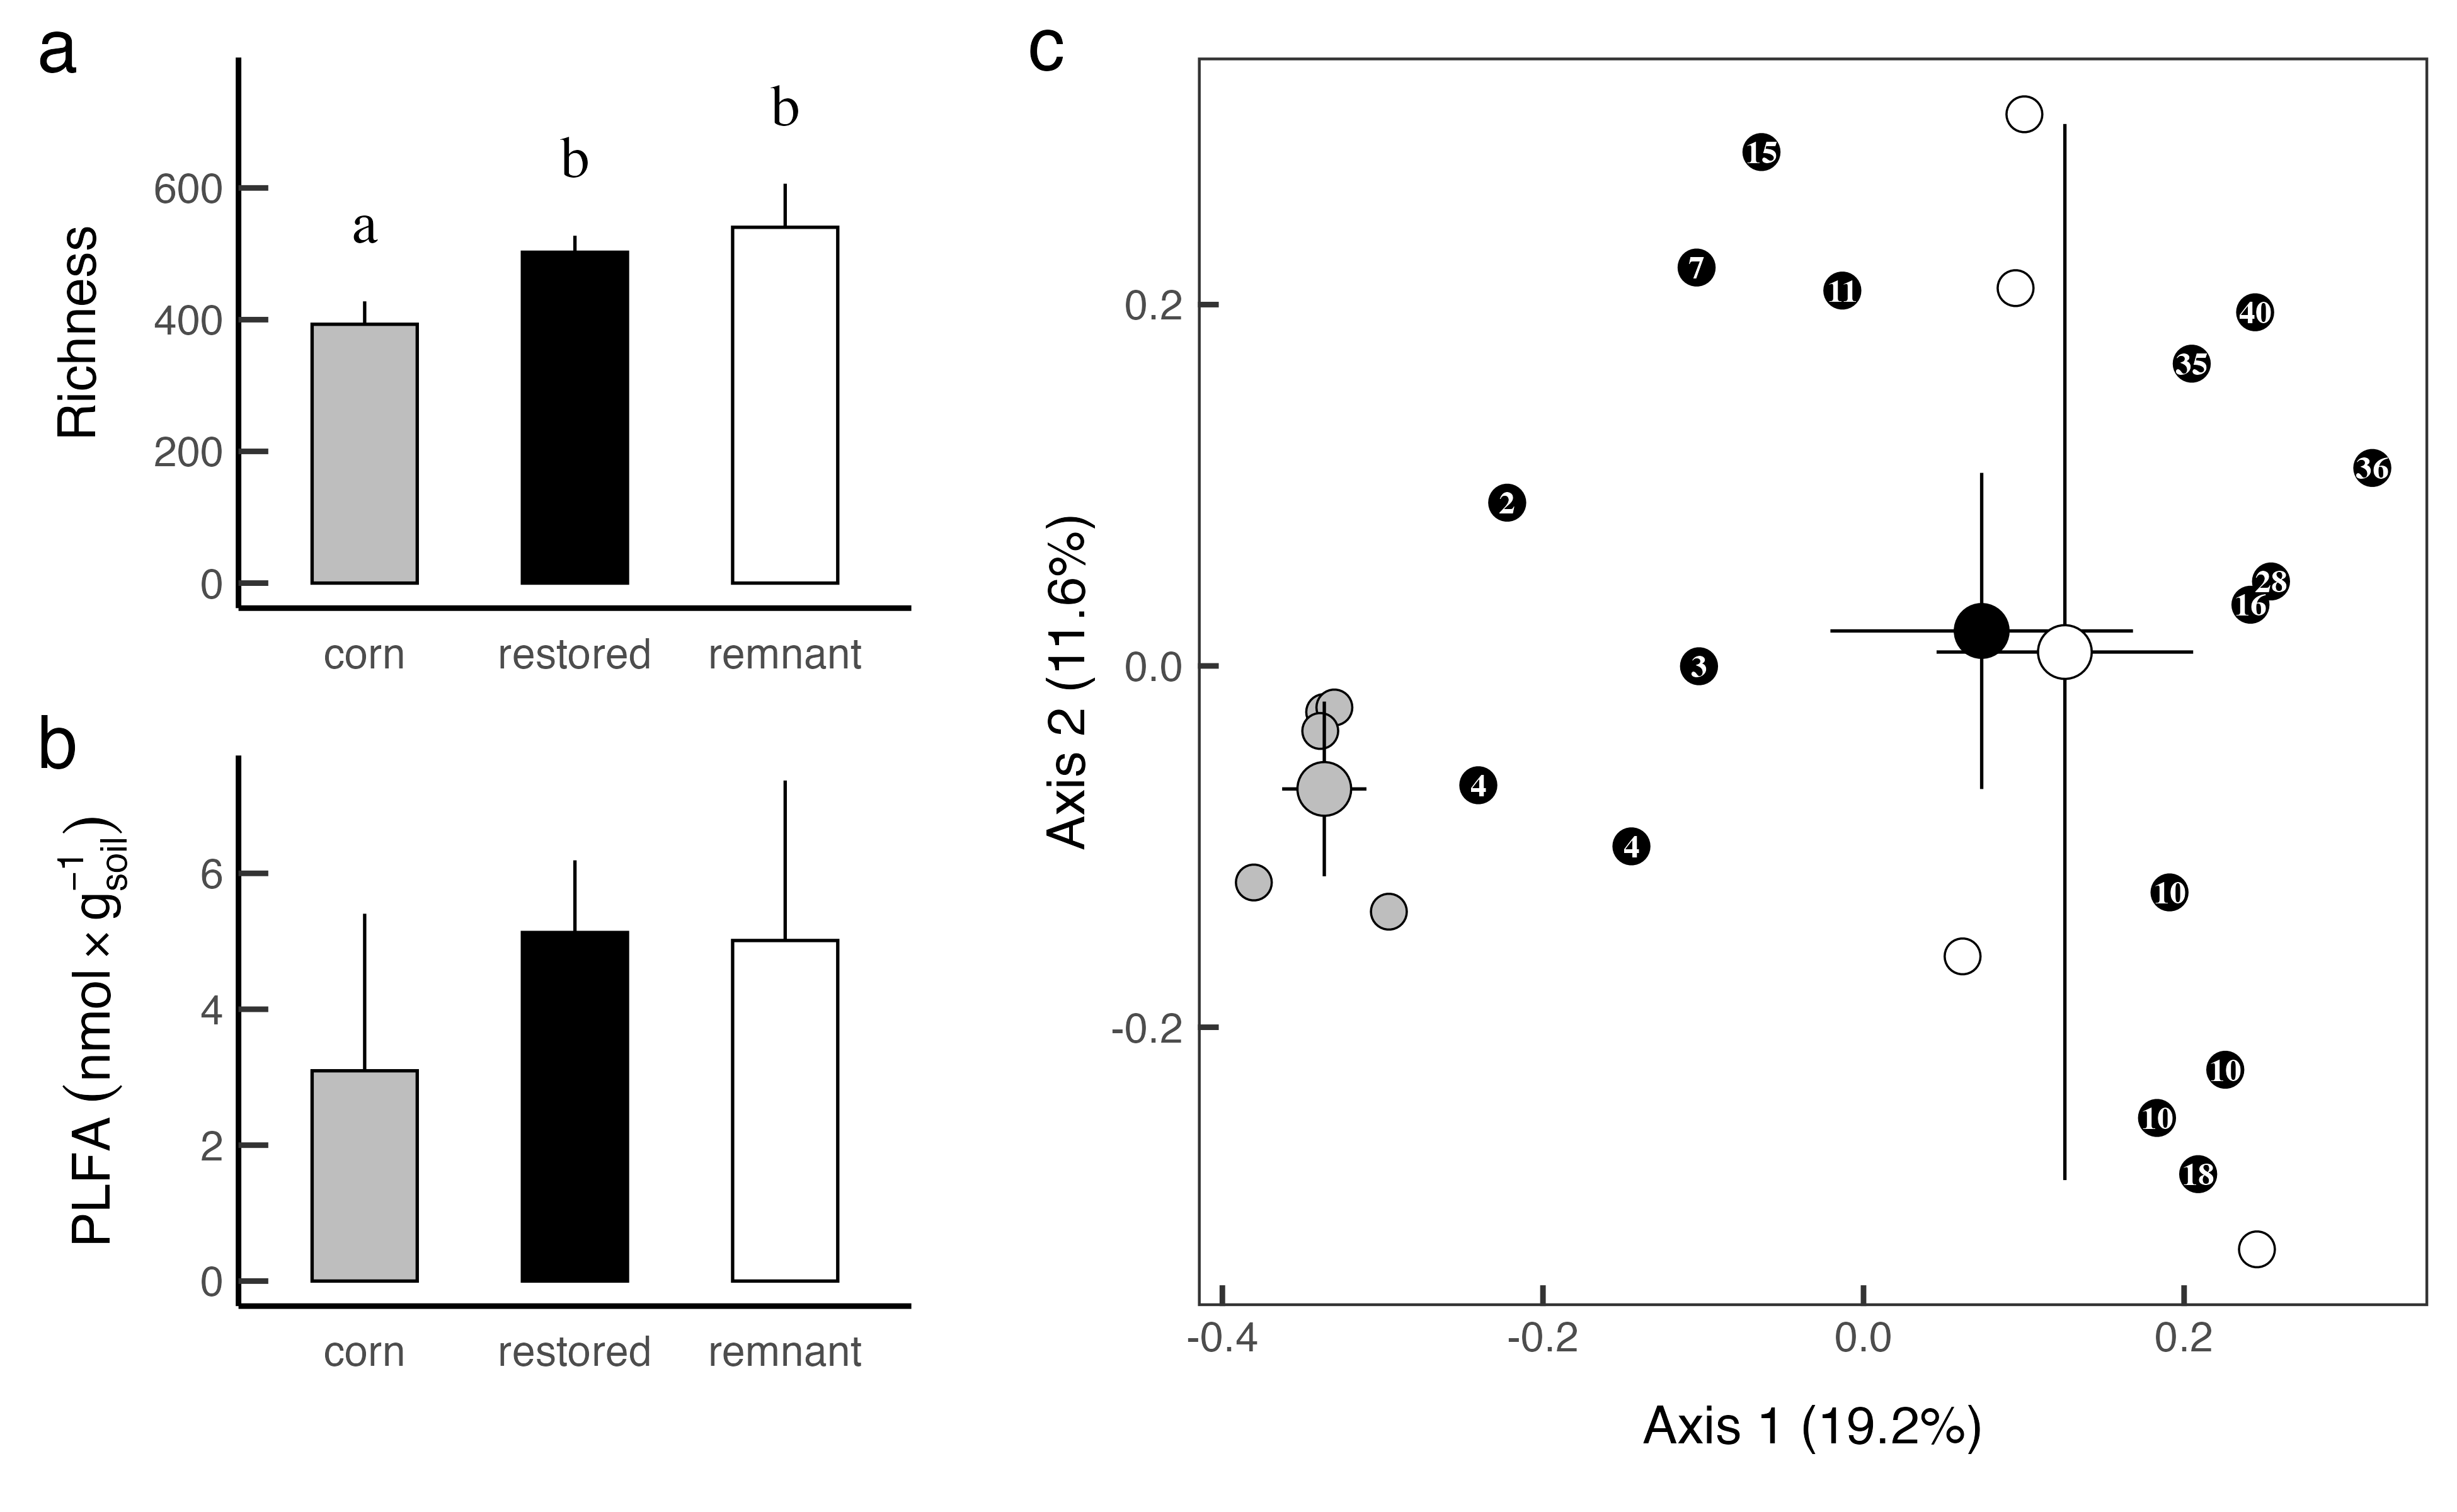 a
Richness
600
400
200
0
a
b
b
corn restored remnant
b
PLFA (nmol × g⁻¹soil)
6
4
2
0
corn restored remnant
c
Axis 2 (11.6%)
0.2
0.0
-0.2
15
7
11
40
35
36
2
28
16
3
4
4
10
10
10
18
-0.4 -0.2 0.0 0.2
Axis 1 (19.2%)